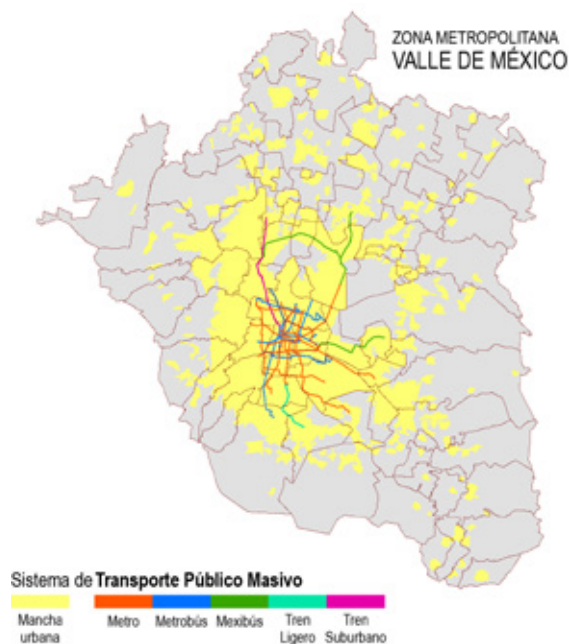 ZONA METROPOLITANA
VALLE DE MÉXICO
Sistema de Transporte Público Masivo
Mancha urbana
Metro
Metrobús
Mexibús
Tren Ligero
Tren Suburbano